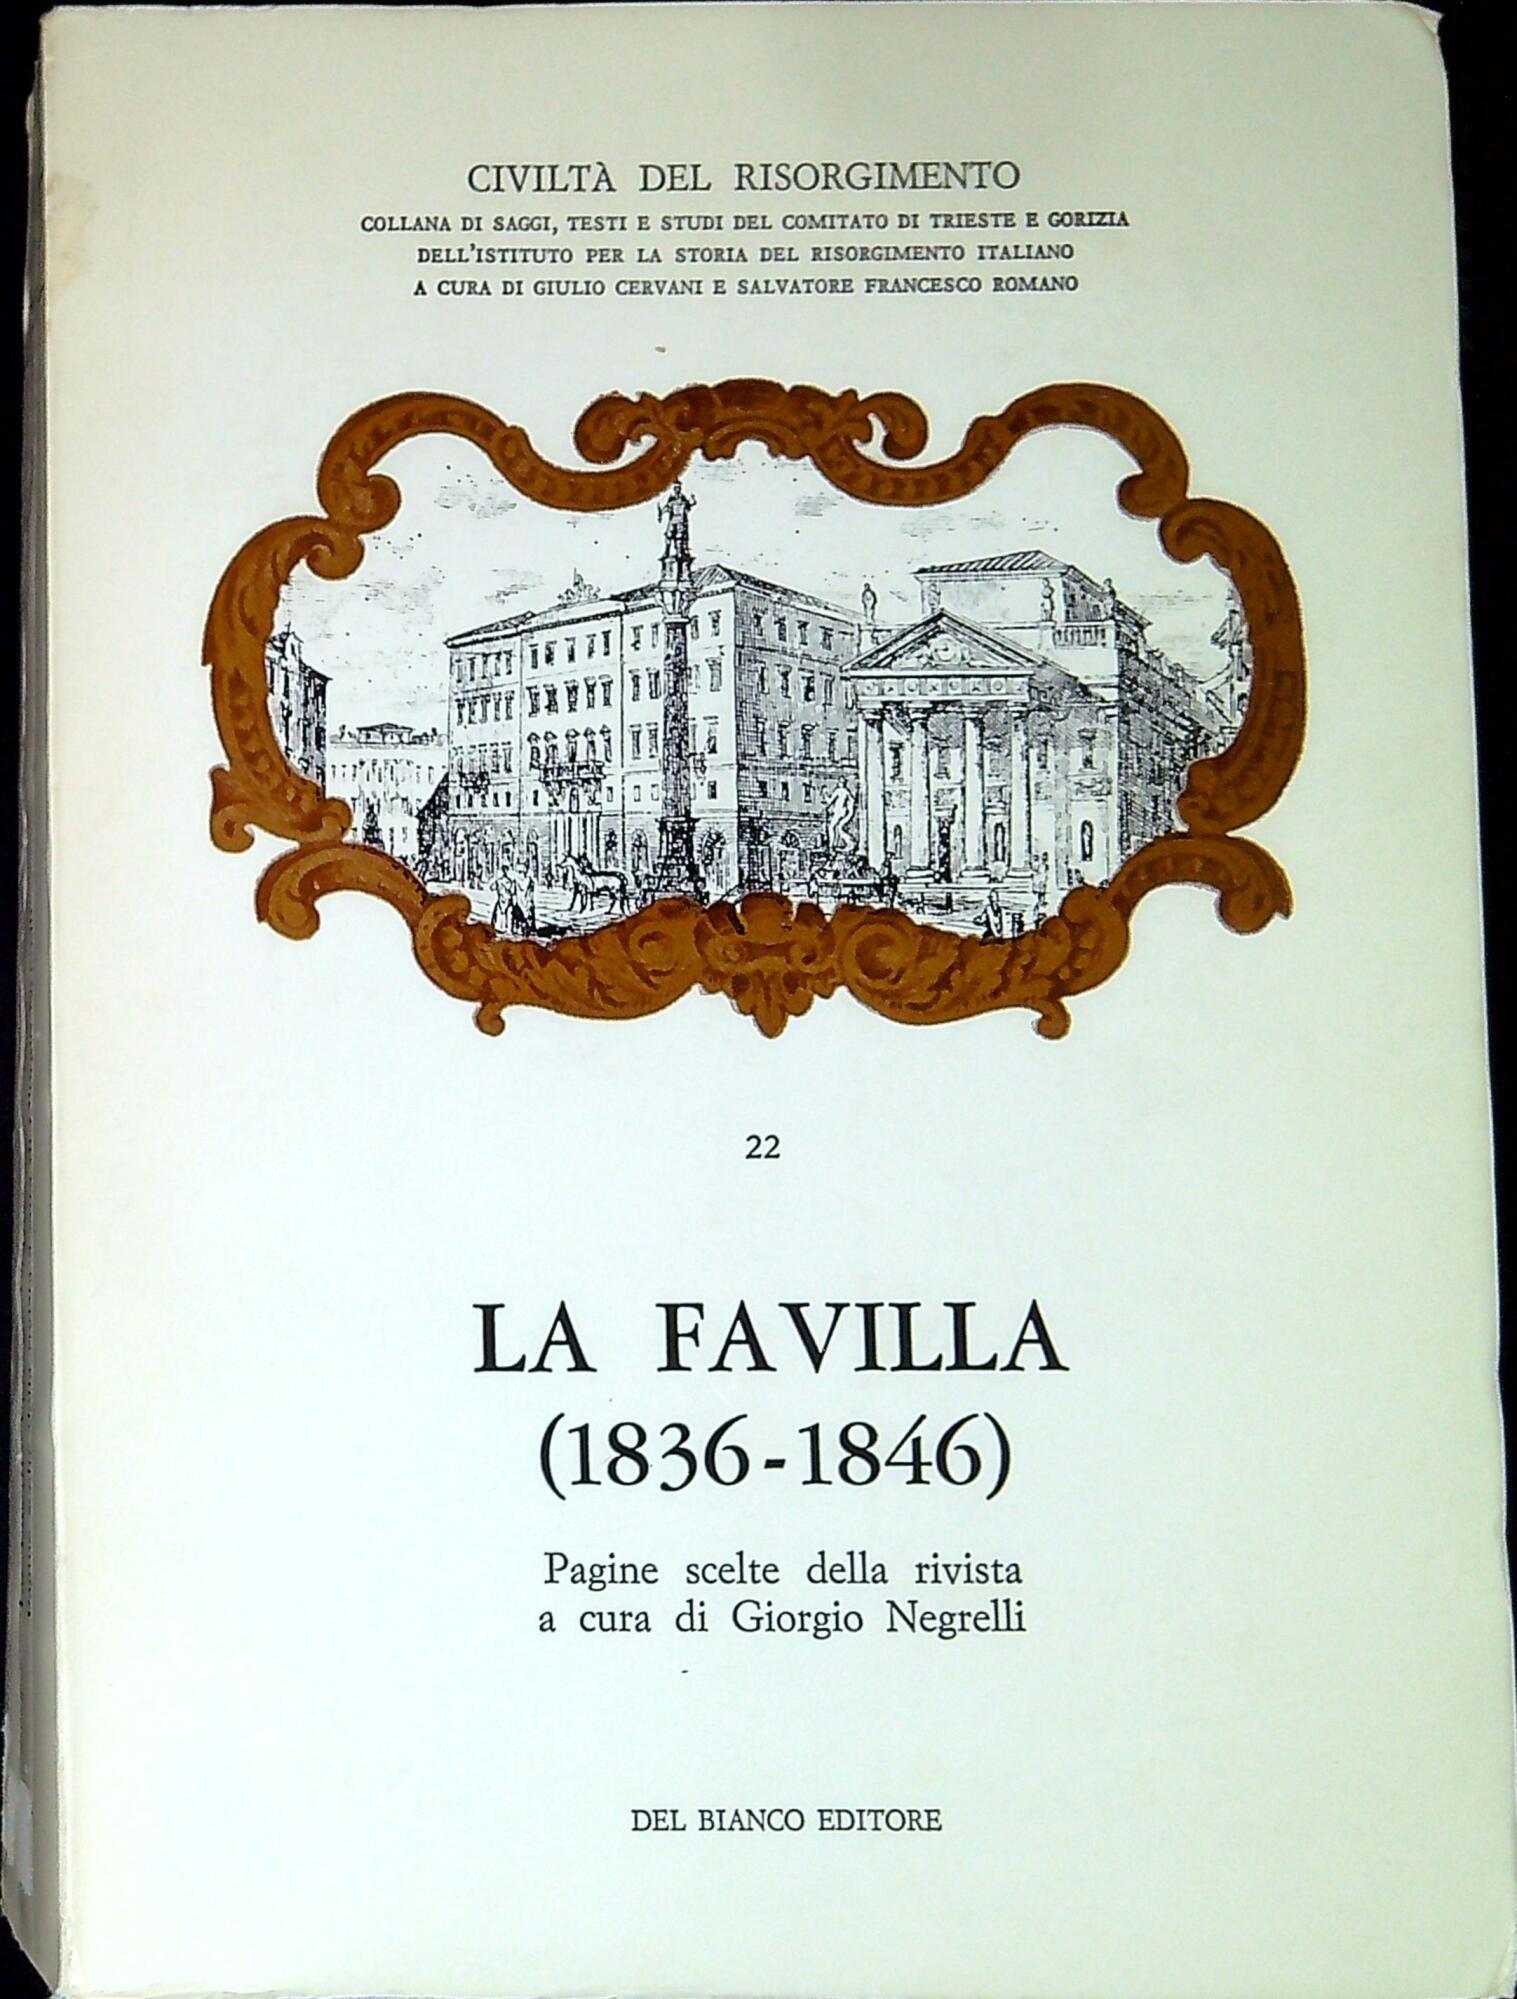 CIVILTÀ DEL RISORGIMENTO
COLLANA DI SAGGI, TESTI E STUDI DEL COMITATO DI TRIESTE E GORIZIA
DELL'ISTITUTO PER LA STORIA DEL RISORGIMENTO ITALIANO
A CURA DI GIULIO CERVANI E SALVATORE FRANCESCO ROMANO
22
LA FAVILLA
(1836-1846)
Pagine scelte della rivista
a cura di Giorgio Negrelli
DEL BIANCO EDITORE